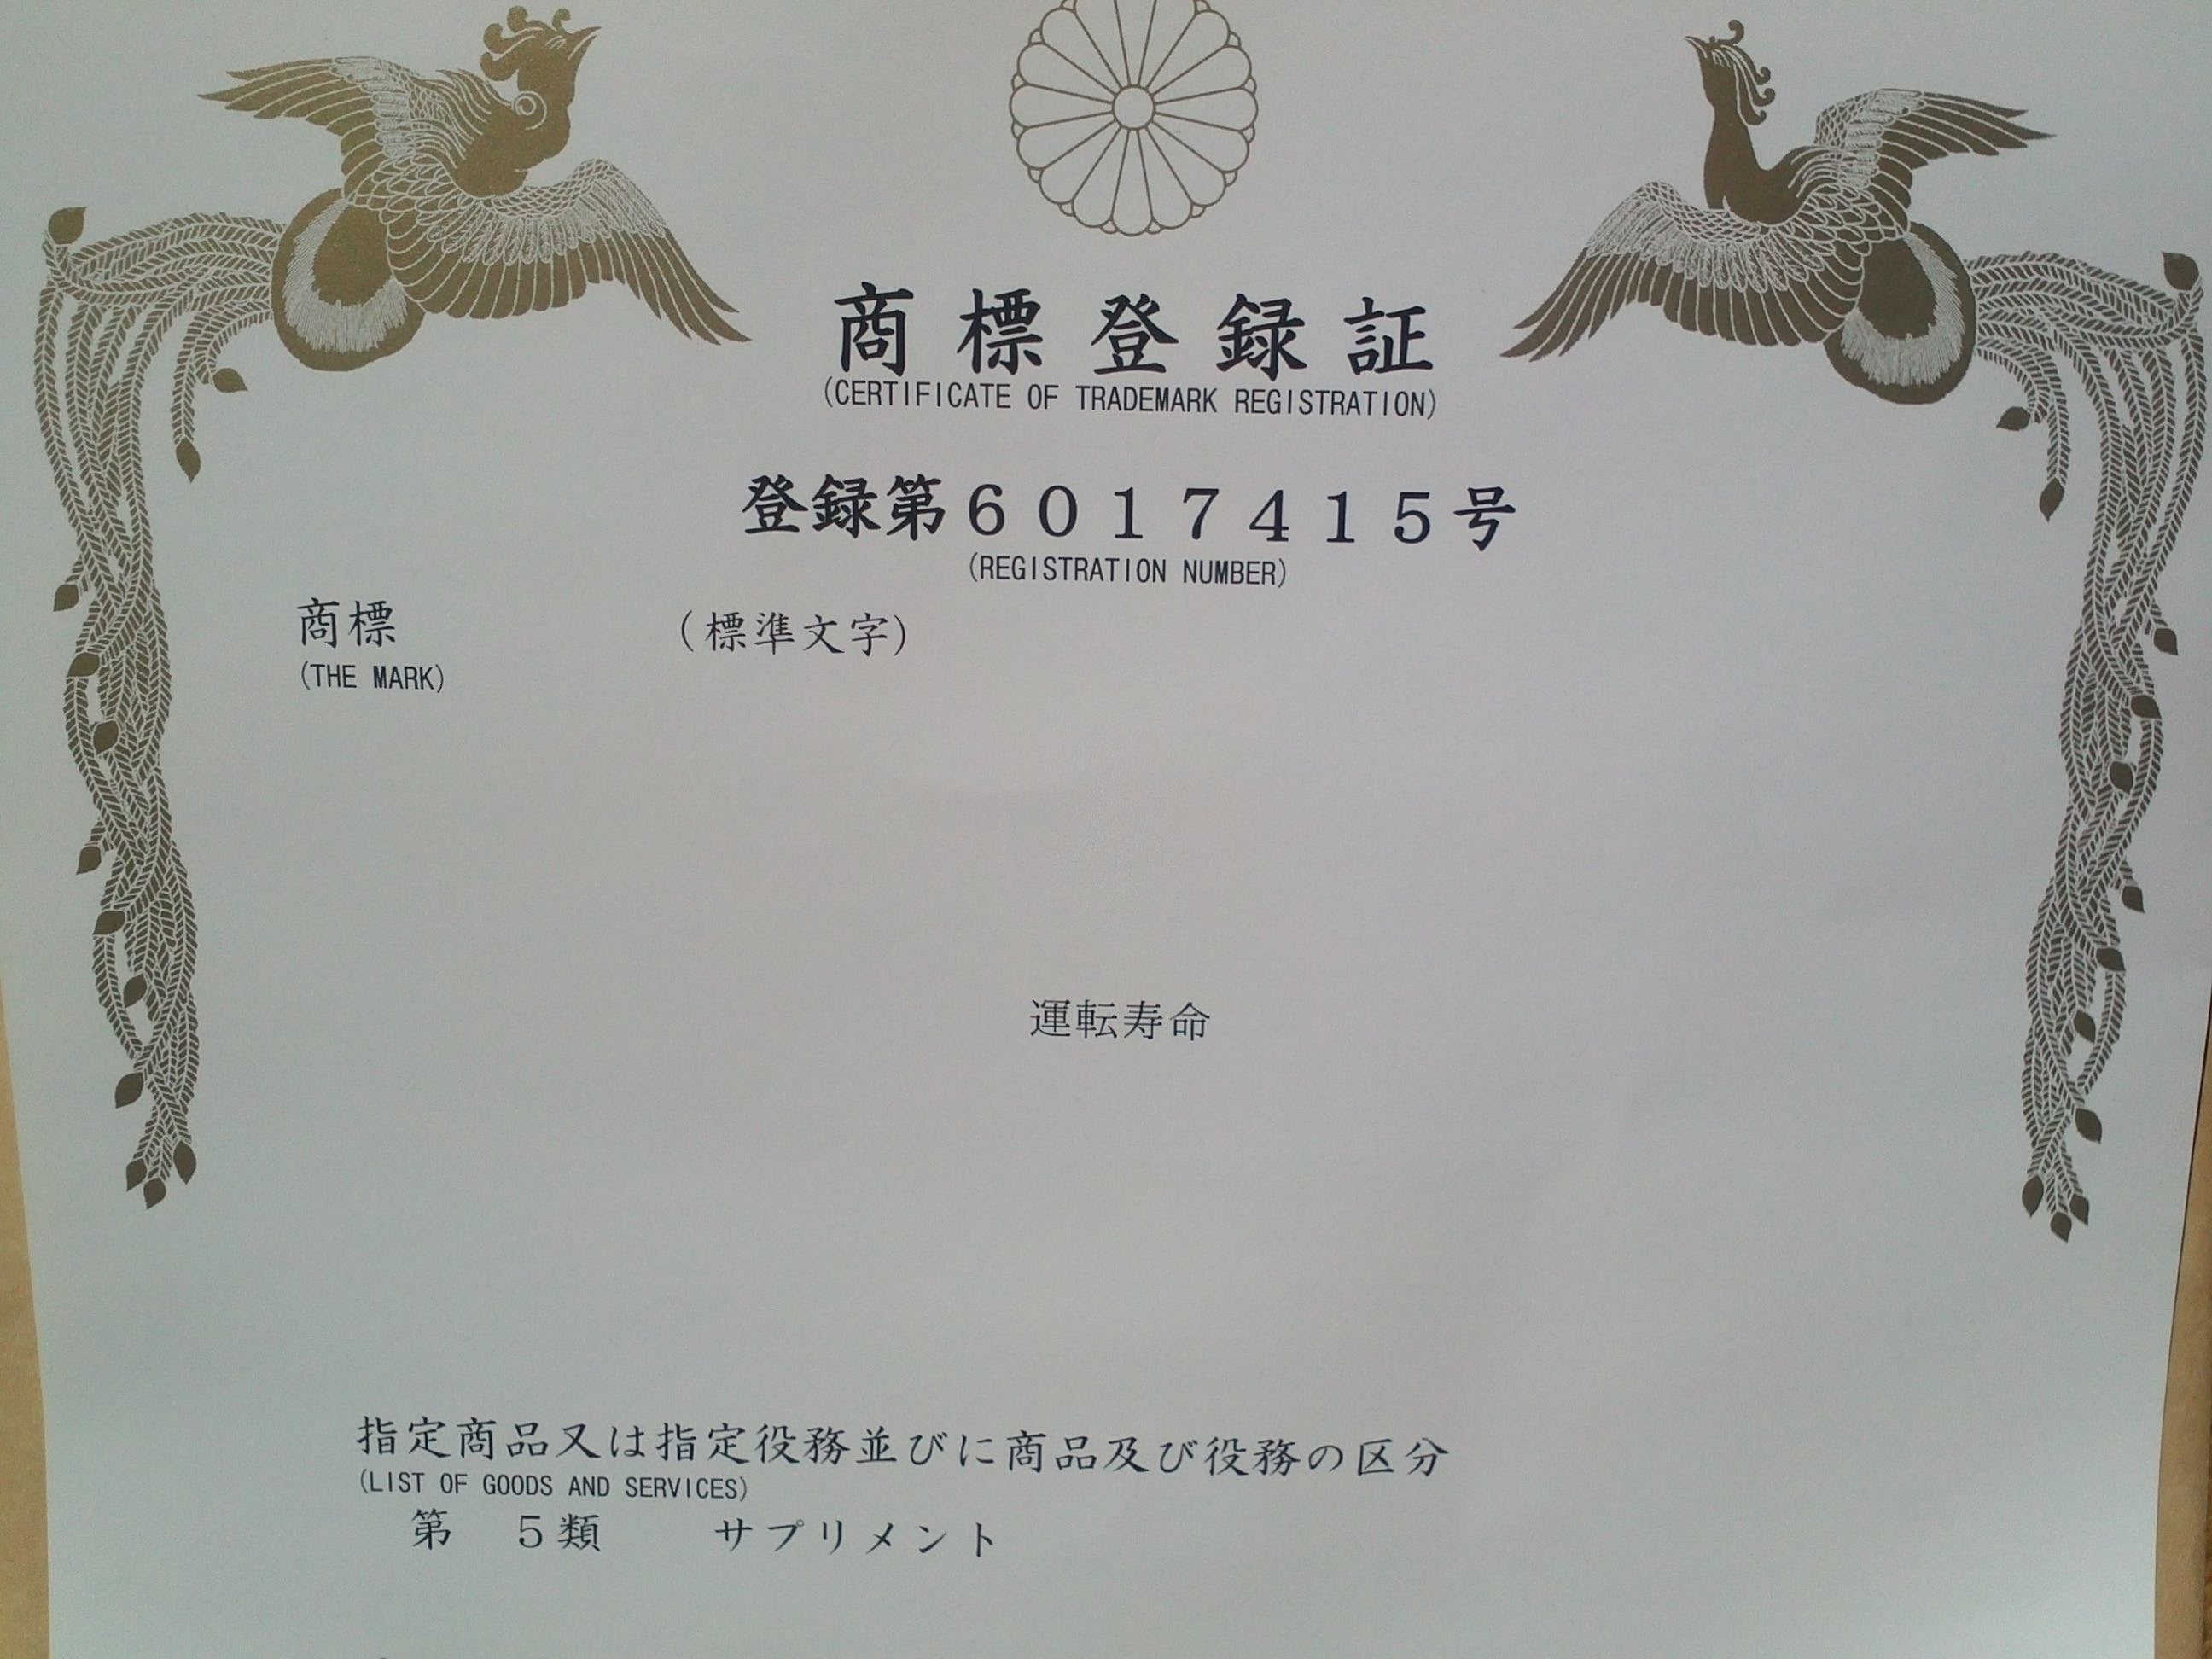 商標登録証
(CERTIFICATE OF TRADEMARK REGISTRATION)
登録第６０１７４１５号
(REGISTRATION NUMBER)
商標 (標準文字)
(THE MARK)
運転寿命
指定商品又は指定役務並びに商品及び役務の区分
(LIST OF GOODS AND SERVICES)
第 ５類 サプリメント